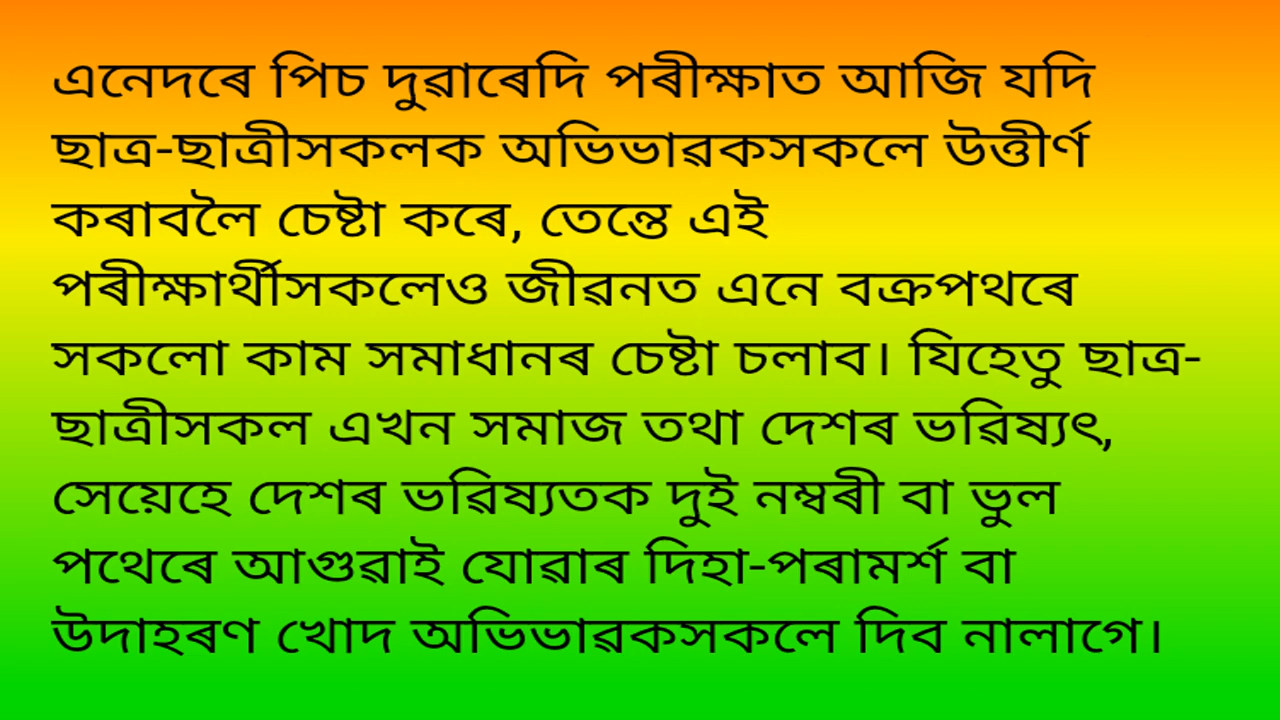 এনেদৰে পিচ দুৱাৰেদি পৰীক্ষাত আজি যদি
ছাত্ৰ-ছাত্ৰীসকলক অভিভাৱকসকলে উত্তীৰ্ণ
কৰাবলৈ চেষ্টা কৰে, তেন্তে এই
পৰীক্ষাৰ্থীসকলেও জীৱনত এনে বক্ৰপথৰে
সকলো কাম সমাধানৰ চেষ্টা চলাব। যিহেতু ছাত্ৰ-
ছাত্ৰীসকল এখন সমাজ তথা দেশৰ ভৱিষ্যৎ,
সেয়েহে দেশৰ ভৱিষ্যতক দুই নম্বৰী বা ভুল
পথেৰে আগুৱাই যোৱাৰ দিহা-পৰামৰ্শ বা
উদাহৰণ খোদ অভিভাৱকসকলে দিব নালাগে।